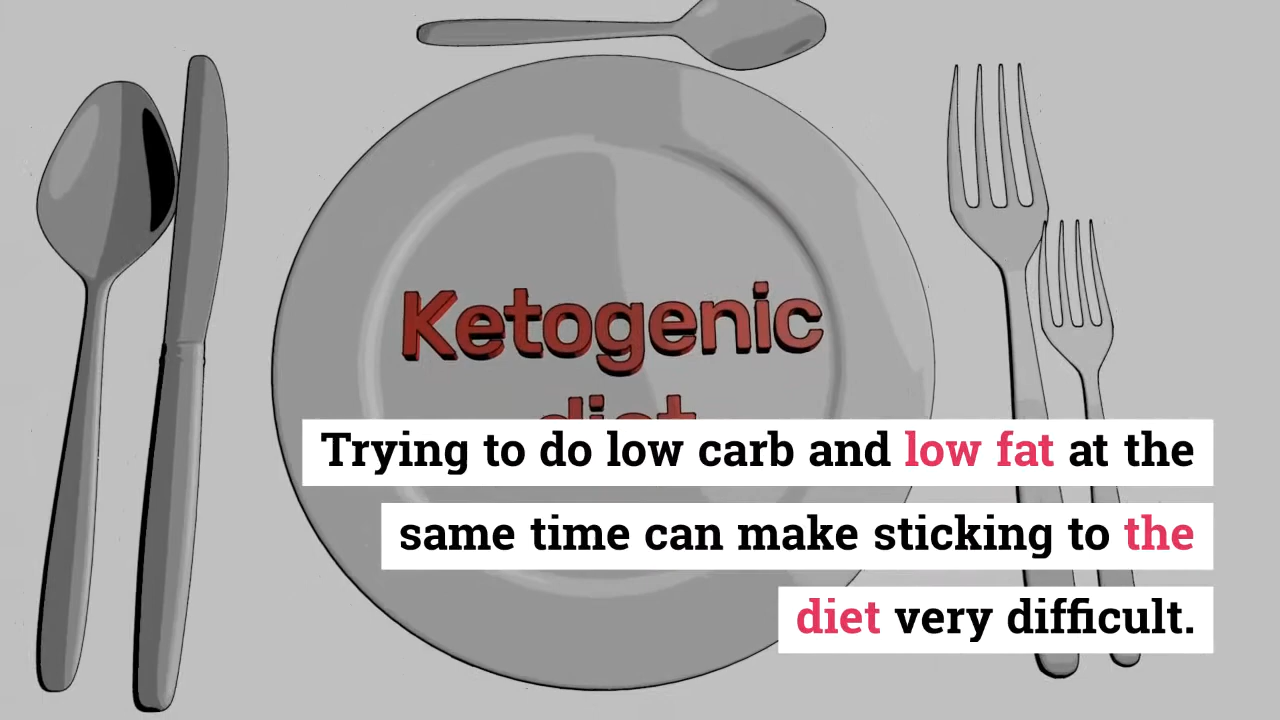 Ketogenic
diet
Trying to do low carb and low fat at the
same time can make sticking to the
diet very difficult.